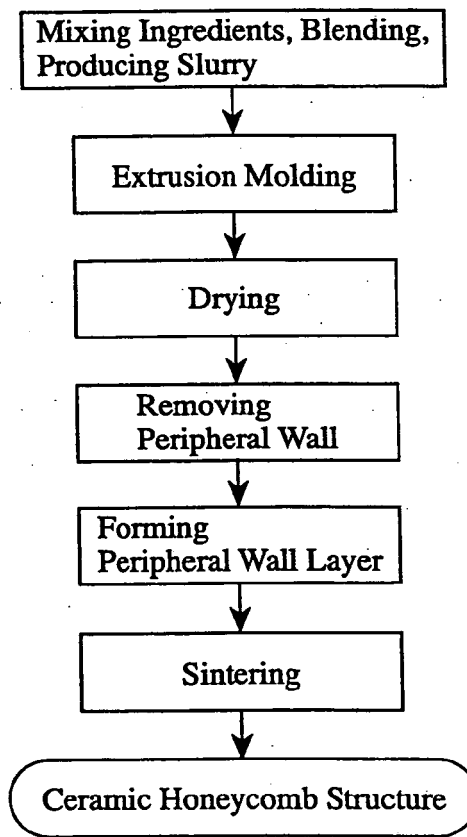 Mixing Ingredients, Blending,
Producing Slurry
Extrusion Molding
Drying
Removing
Peripheral Wall
Forming
Peripheral Wall Layer
Sintering
Ceramic Honeycomb Structure